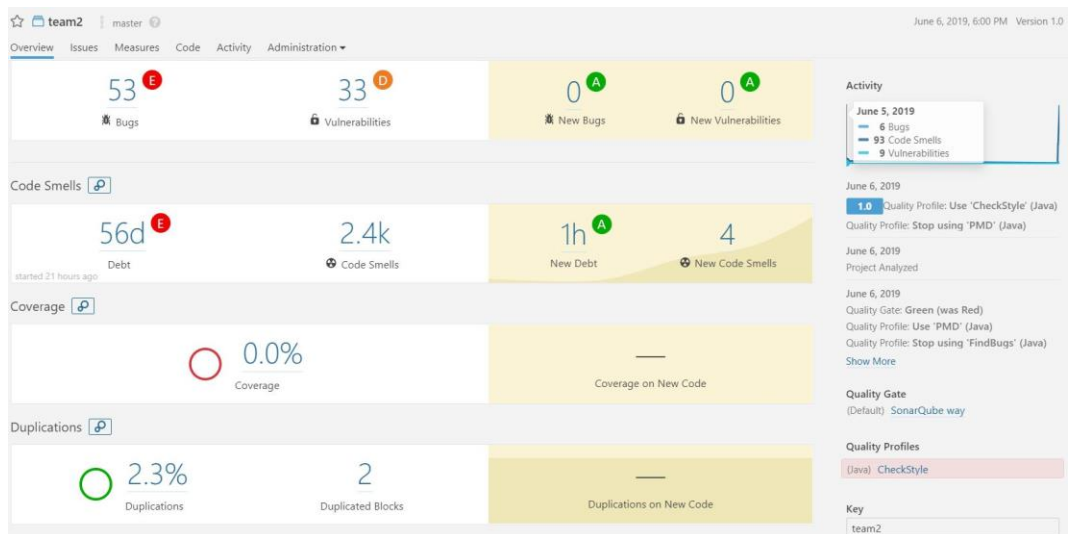 team2 master
June 6, 2019, 6:00 PM Version 1.0
Overview Issues Measures Code Activity Administration
53 E
Bugs
33 D
Vulnerabilities
0 A
New Bugs
0 A
New Vulnerabilities
Code Smells
56d E
Debt
started 21 hours ago
2.4k
Code Smells
1h A
New Debt
4
New Code Smells
Coverage
0.0%
Coverage
—
Coverage on New Code
Duplications
2.3%
Duplications
2
Duplicated Blocks
—
Duplications on New Code
Activity
June 5, 2019
6 Bugs
93 Code Smells
9 Vulnerabilities
June 6, 2019
1.0 Quality Profile: Use 'CheckStyle' (Java)
Quality Profile: Stop using 'PMD' (Java)
June 6, 2019
Project Analyzed
June 6, 2019
Quality Gate: Green (was Red)
Quality Profile: Use 'PMD' (Java)
Quality Profile: Stop using 'FindBugs' (Java)
Show More
Quality Gate
(Default) SonarQube way
Quality Profiles
(Java) CheckStyle
Key
team2